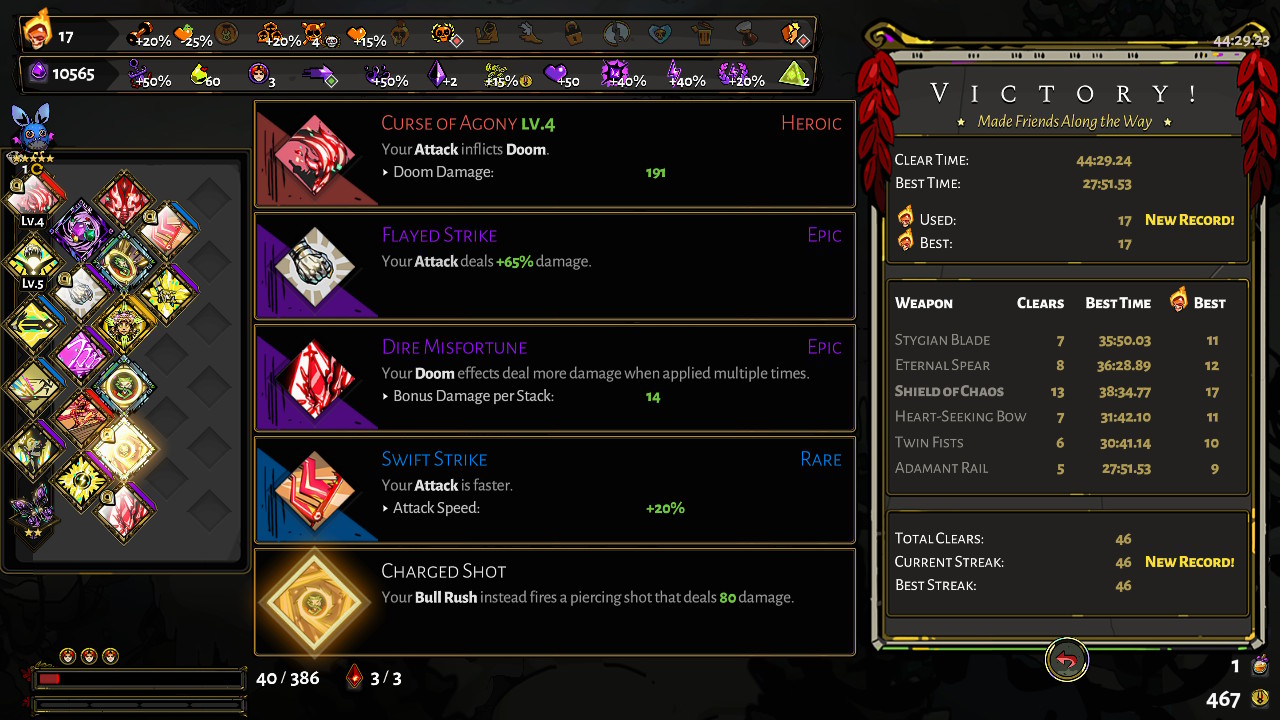 17
+20%
25%
+20%
4
+15%
10565
+50%
60
3
+50%
+2
+15%
+50
+40%
+40%
+20%
2
44:29.23
1
Lv.4
Lv.5
CURSE OF AGONY LV.4
HEROIC
Your Attack inflicts Doom.
Doom Damage: 191
FLAYED STRIKE
EPIC
Your Attack deals +65% damage.
DIRE MISFORTUNE
EPIC
Your Doom effects deal more damage when applied multiple times.
Bonus Damage per Stack: 14
SWIFT STRIKE
RARE
Your Attack is faster.
Attack Speed: +20%
CHARGED SHOT
Your Bull Rush instead fires a piercing shot that deals 80 damage.
40 / 386
3 / 3
VICTORY!
Made Friends Along the Way
CLEAR TIME: 44:29.24
BEST TIME: 27:51.53
USED: 17 NEW RECORD!
BEST: 17
WEAPON CLEARS BEST TIME BEST
STYGIAN BLADE 7 35:50.03 11
ETERNAL SPEAR 8 36:28.89 12
SHIELD OF CHAOS 13 38:34.77 17
HEART-SEEKING BOW 7 31:42.10 11
TWIN FISTS 6 30:41.14 10
ADAMANT RAIL 5 27:51.53 9
TOTAL CLEARS: 46
CURRENT STREAK: 46 NEW RECORD!
BEST STREAK: 46
1
467